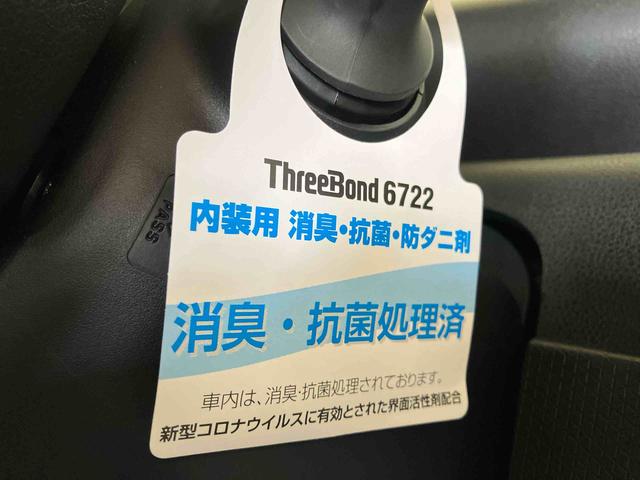 ThreeBond 6722
内装用 消臭・抗菌・防ダニ剤
消臭・抗菌処理済
車内は、消臭・抗菌処理されております。
新型コロナウイルスに有効とされた界面活性剤配合
PASS